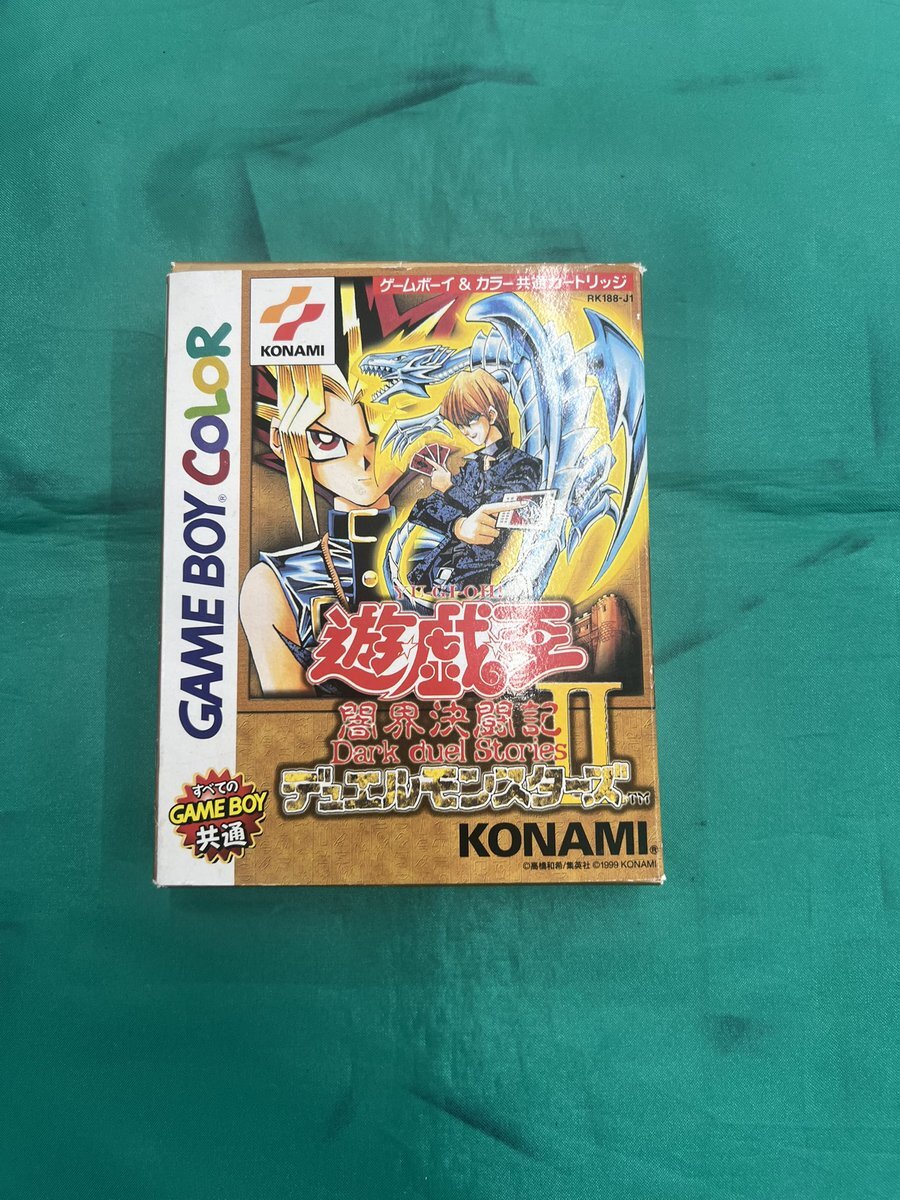 ゲームボーイ & カラー共通カートリッジ
RK188-J1
KONAMI
GAME BOY® COLOR
YU-GI-OH!
遊戯王
闇界決闘記
Dark duel Stories
II
デュエルモンスターズ™
すべての
GAME BOY
共通
KONAMI®
©高橋和希/集英社 ©1999 KONAMI